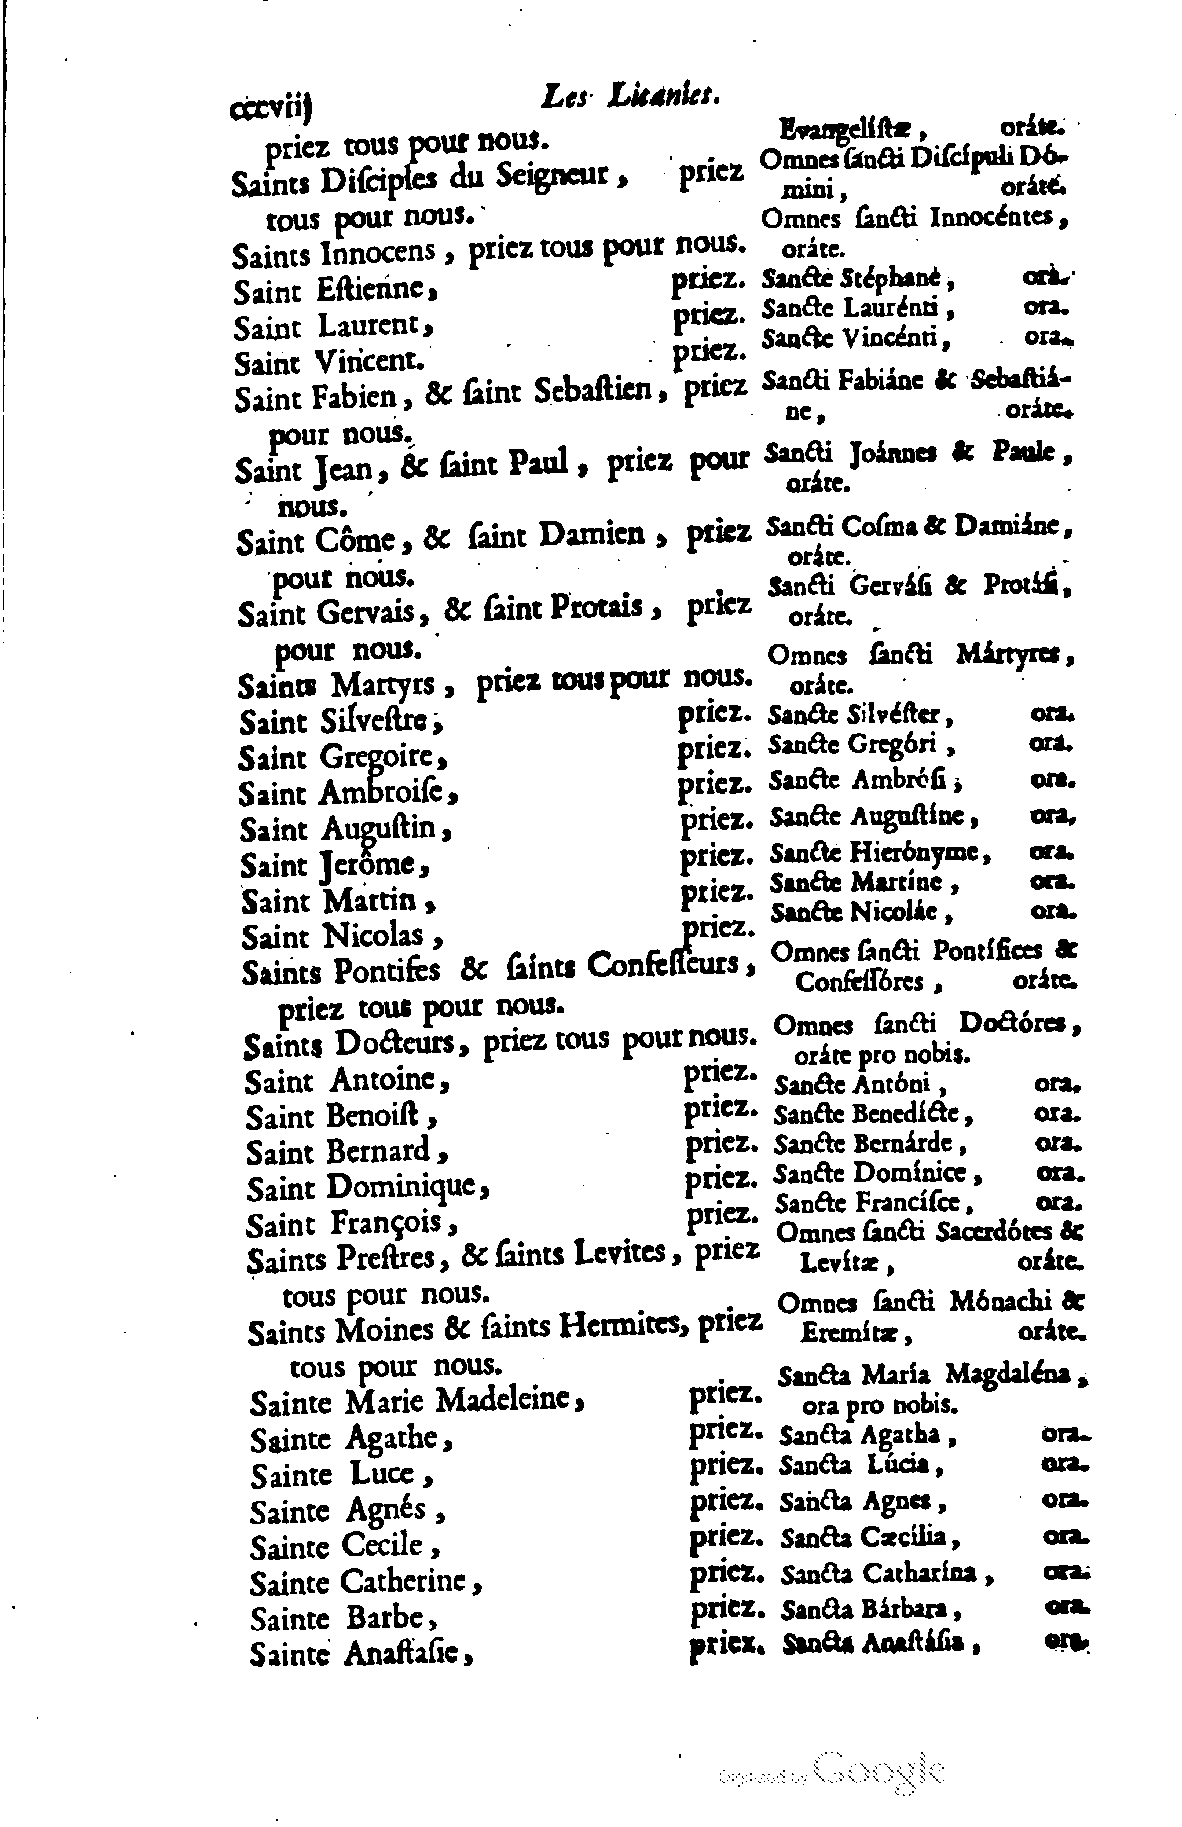 cccviij
Les Litanies.
priez tous pour nous.
Saints Diſciples du Seigneur, priez
tous pour nous.
Saints Innocens, priez tous pour nous.
Saint Eſtienne, priez.
Saint Laurent, priez.
Saint Vincent. priez.
Saint Fabien, & ſaint Sebaſtien, priez
pour nous.
Saint Jean, & ſaint Paul, priez pour
nous.
Saint Côme, & ſaint Damien, priez
pour nous.
Saint Gervais, & ſaint Protais, priez
pour nous.
Saints Martyrs, priez tous pour nous.
Saint Silveſtre, priez.
Saint Gregoire, priez.
Saint Ambroiſe, priez.
Saint Auguſtin, priez.
Saint Jerôme, priez.
Saint Martin, priez.
Saint Nicolas, priez.
Saints Pontifes & ſaints Confeſſeurs,
priez tous pour nous.
Saints Docteurs, priez tous pour nous.
Saint Antoine, priez.
Saint Benoiſt, priez.
Saint Bernard, priez.
Saint Dominique, priez.
Saint François, priez.
Saints Preſtres, & ſaints Levites, priez
tous pour nous.
Saints Moines & ſaints Hermites, priez
tous pour nous.
Sainte Marie Madeleine, priez.
Sainte Agathe, priez.
Sainte Luce, priez.
Sainte Agnés, priez.
Sainte Cecile, priez.
Sainte Catherine, priez.
Sainte Barbe, priez.
Sainte Anaſtaſie, priez.
Evangeliſtæ, oráte.
Omnes ſancti Diſcípuli Dó-
mini, oráte.
Omnes ſancti Innocéntes,
oráte.
Sancte Stéphane, ora.
Sancte Laurénti, ora.
Sancte Vincénti, ora.
Sancti Fabiáne & Sebaſtiá-
ne, oráte.
Sancti Joánnes & Paule,
oráte.
Sancti Coſma & Damiáne,
oráte.
Sancti Gerváſi & Protáſi,
oráte.
Omnes ſancti Mártyres,
oráte.
Sancte Silvéſter, ora.
Sancte Gregóri, ora.
Sancte Ambróſi, ora.
Sancte Auguſtíne, ora.
Sancte Hierónyme, ora.
Sancte Martíne, ora.
Sancte Nicoláe, ora.
Omnes ſancti Pontífices &
Confeſſóres, oráte.
Omnes ſancti Doctóres,
oráte pro nobis.
Sancte Antóni, ora.
Sancte Benedícte, ora.
Sancte Bernárde, ora.
Sancte Domínice, ora.
Sancte Francíſce, ora.
Omnes ſancti Sacerdótes &
Levítæ, oráte.
Omnes ſancti Mónachi &
Eremítæ, oráte.
Sancta María Magdaléna,
ora pro nobis.
Sancta Agatha, ora.
Sancta Lúcia, ora.
Sancta Agnes, ora.
Sancta Cæcília, ora.
Sancta Catharína, ora.
Sancta Bárbara, ora.
Sancta Anaſtáſia, ora.
Digitized by Google